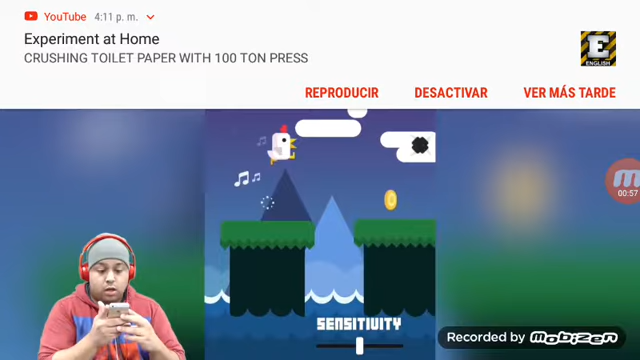 YouTube 4:11 p. m.
Experiment at Home
CRUSHING TOILET PAPER WITH 100 TON PRESS
E
ENGLISH
REPRODUCIR DESACTIVAR VER MÁS TARDE
m
00:57
SENSITIVITY
Recorded by mobizen